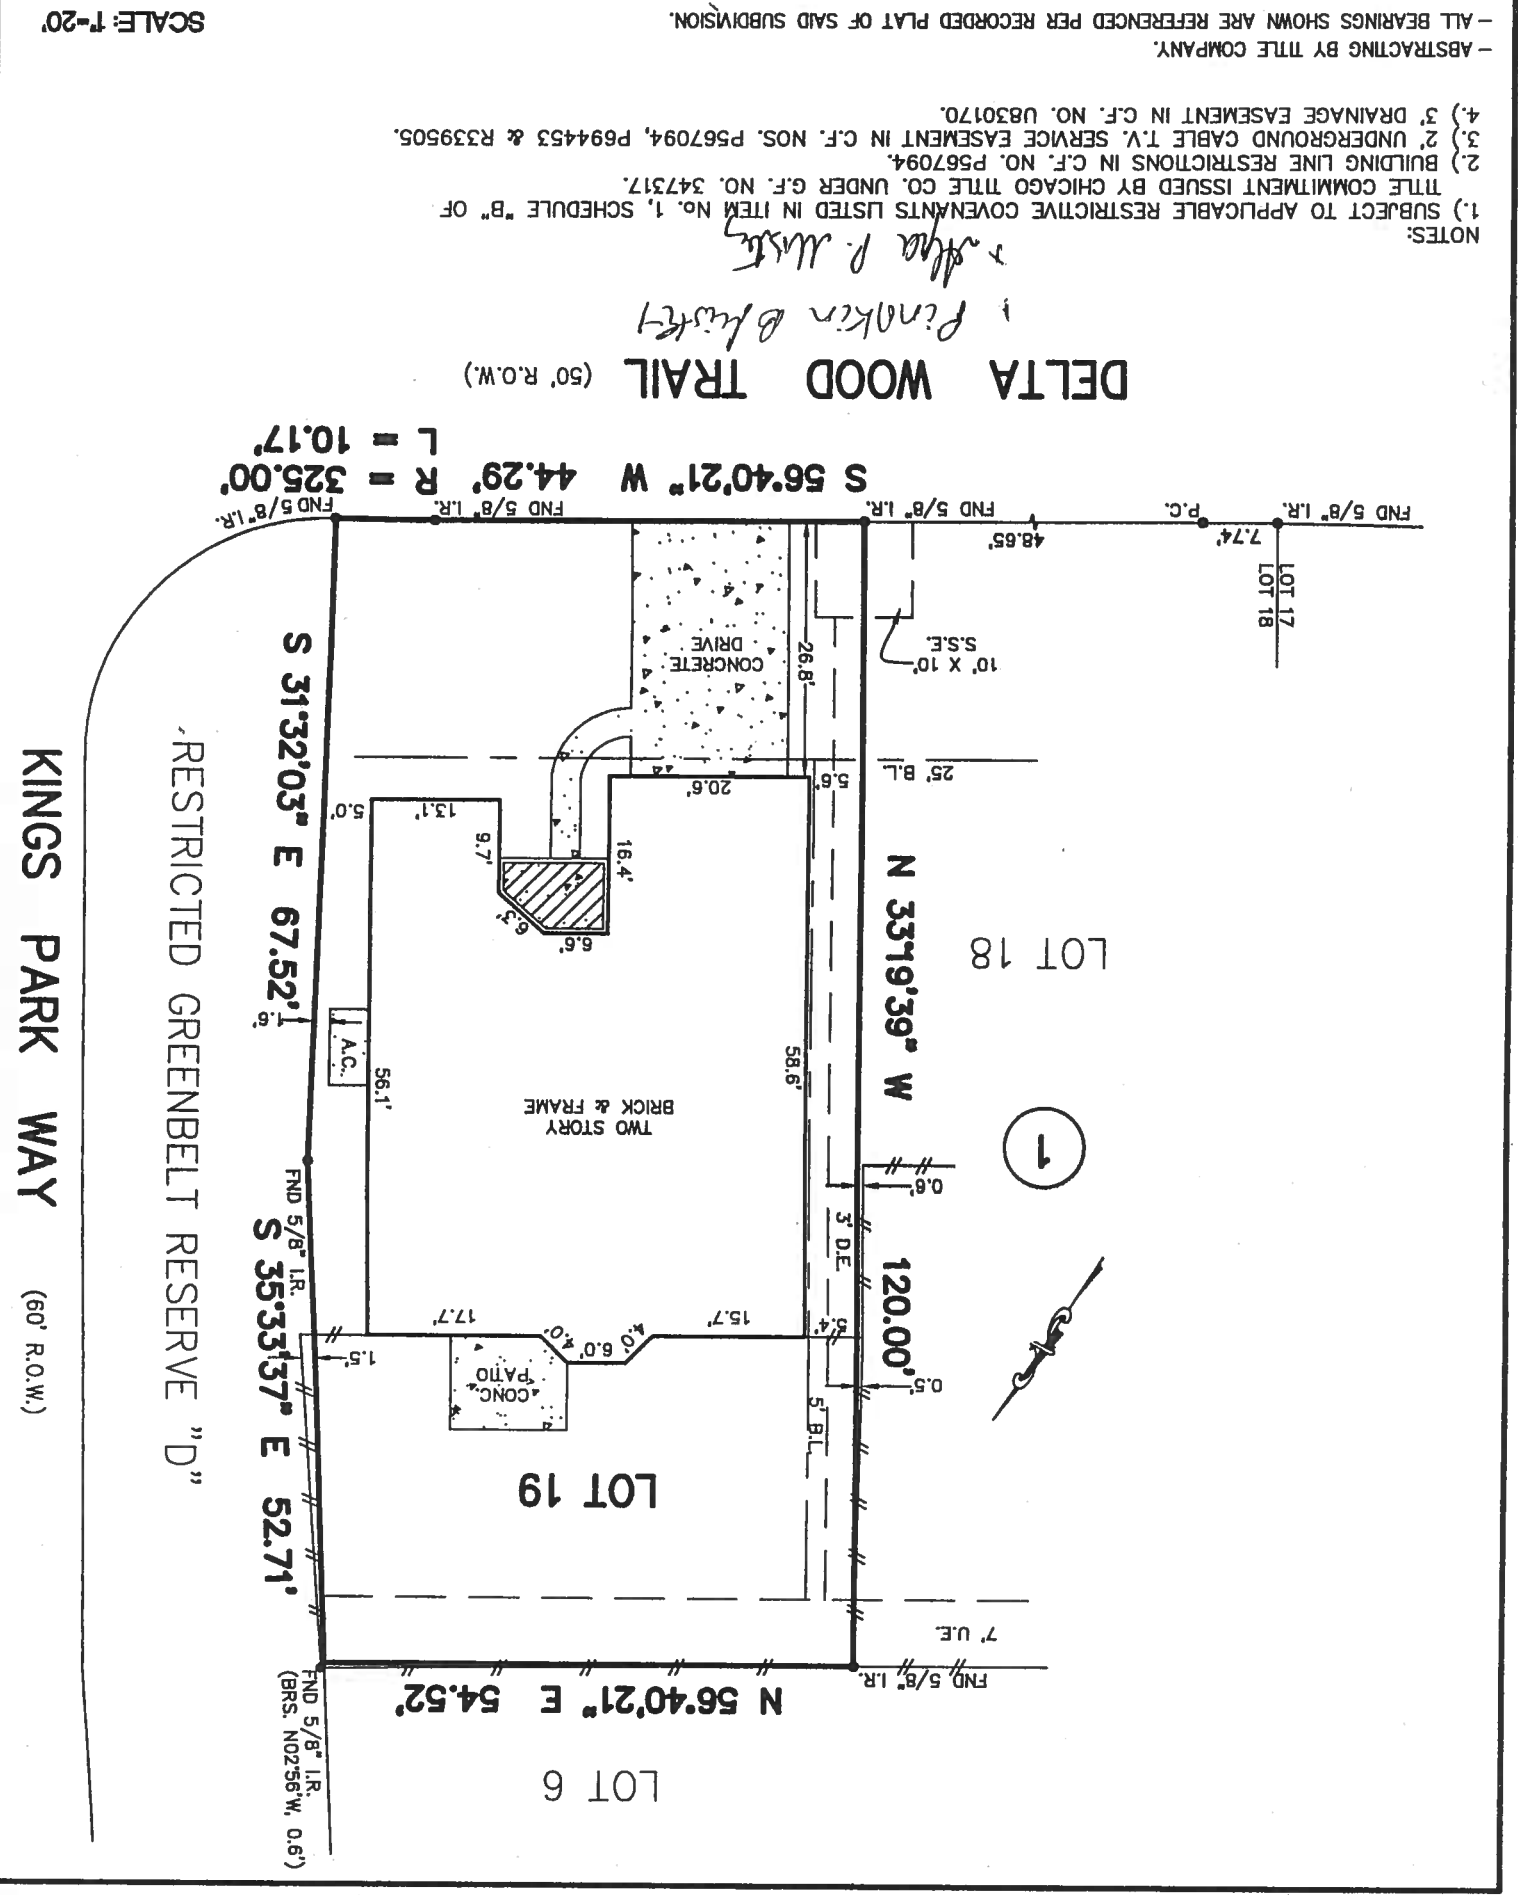 LOT 6
FND 5/8" I.R.
(BRS. N02°56'W, 0.6')
N 56°40'21" E 54.52'
FND 5/8" I.R.
7' U.E.
LOT 19
S 35°33'37" E 52.71'
CONC.
PATIO
5' B.L.
0.5'
120.00'
1.5'
17.7'
4.0'
6.0'
4.0'
15.7'
5.4'
3' D.E.
0.6'
FND 5/8" I.R.
1
TWO STORY
BRICK & FRAME
56.1'
58.6'
A.C.
1.6'
N 33°19'39" W
LOT 18
S 31°32'03" E 67.52'
6.3'
6.6'
9.7'
16.4'
5.0'
13.1'
20.6'
5.6'
25' B.L.
CONCRETE
DRIVE
26.8'
10' X 10'
S.S.E.
LOT 17
LOT 18
48.65'
7.74'
FND 5/8" I.R.
FND 5/8" I.R.
FND 5/8" I.R.
P.C.
FND 5/8" I.R.
S 56°40'21" W 44.29' R = 325.00'
L = 10.17'
RESTRICTED GREENBELT RESERVE "D"
KINGS PARK WAY (60' R.O.W.)
DELTA WOOD TRAIL (50' R.O.W.)
NOTES:
1.) SUBJECT TO APPLICABLE RESTRICTIVE COVENANTS LISTED IN ITEM No. 1, SCHEDULE "B" OF
TITLE COMMITMENT ISSUED BY CHICAGO TITLE CO. UNDER G.F. NO. 347317.
2.) BUILDING LINE RESTRICTIONS IN C.F. NO. P567094.
3.) 2' UNDERGROUND CABLE T.V. SERVICE EASEMENT IN C.F. NOS. P567094, P694453 & R339505.
4.) 3' DRAINAGE EASEMENT IN C.F. NO. U830170.
- ABSTRACTING BY TITLE COMPANY.
- ALL BEARINGS SHOWN ARE REFERENCED PER RECORDED PLAT OF SAID SUBDIVISION.
SCALE: 1"=20'